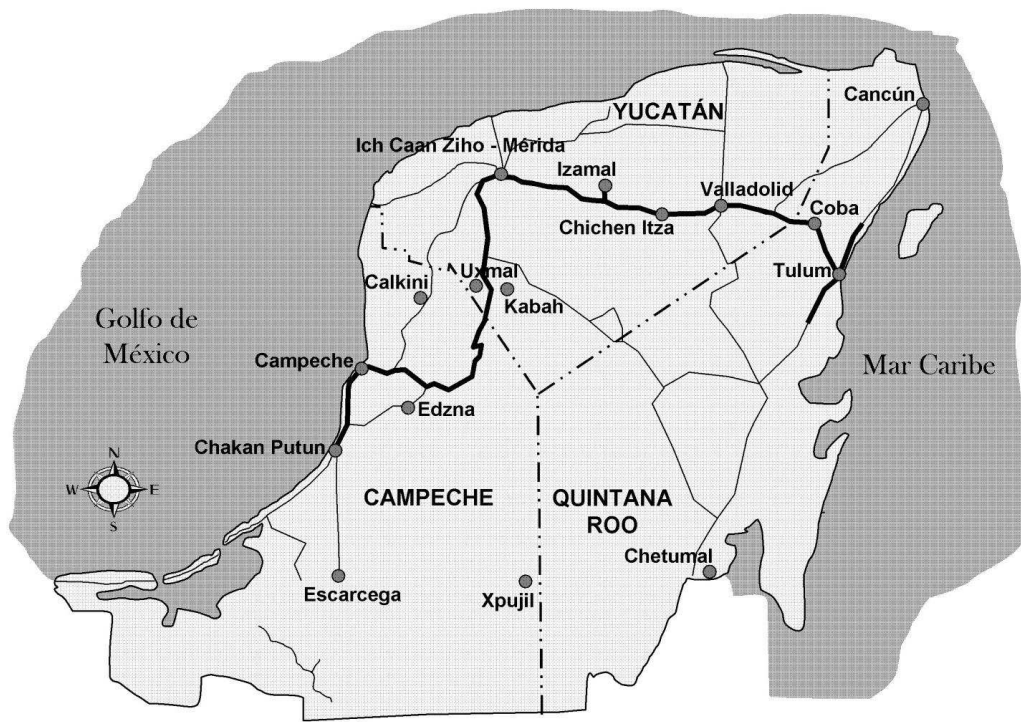 YUCATÁN
Cancún
Ich Caan Ziho - Mérida
Izamal
Valladolid
Coba
Chichen Itza
Uxmal
Tulum
Calkini
Kabah
Golfo de
México
Campeche
Mar Caribe
Edzna
Chakan Putun
N
W
E
S
CAMPECHE
QUINTANA
ROO
Chetumal
Escarcega
Xpujil